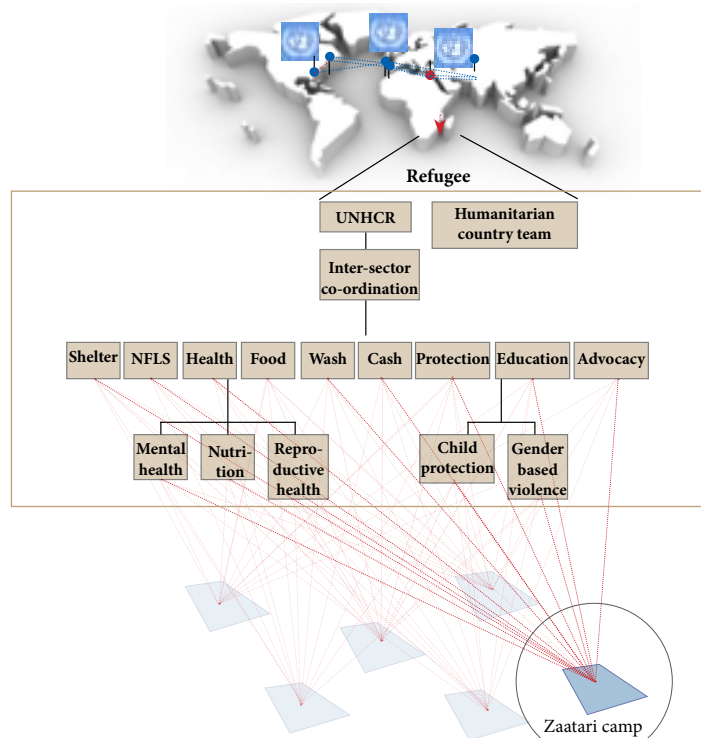 Refugee
UNHCR
Humanitarian
country team
Inter-sector
co-ordination
Shelter
NFLS
Health
Food
Wash
Cash
Protection
Education
Advocacy
Mental
health
Nutri-
tion
Repro-
ductive
health
Child
protection
Gender
based
violence
Zaatari camp